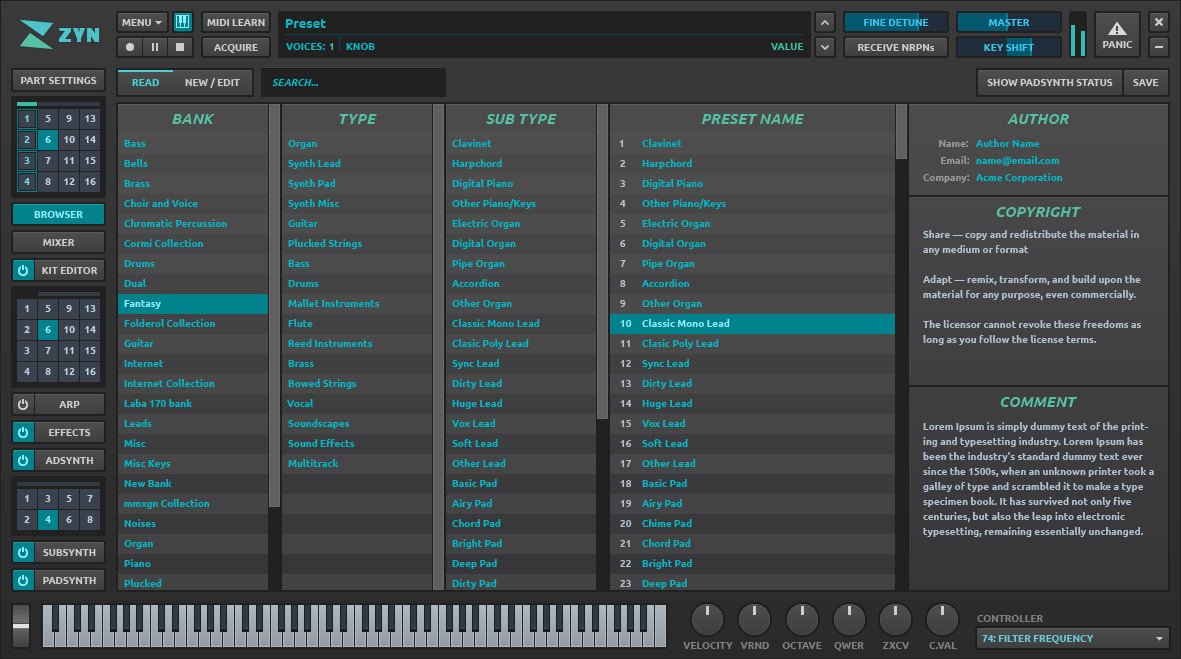 ZYN
MENU
MIDI LEARN
ACQUIRE
Preset
VOICES: 1 KNOB VALUE
FINE DETUNE
MASTER
RECEIVE NRPNs
KEY SHIFT
PANIC
PART SETTINGS
READ NEW / EDIT SEARCH...
SHOW PADSYNTH STATUS SAVE
1 5 9 13
2 6 10 14
3 7 11 15
4 8 12 16
BROWSER
MIXER
KIT EDITOR
1 5 9 13
2 6 10 14
3 7 11 15
4 8 12 16
ARP
EFFECTS
ADSYNTH
1 3 5 7
2 4 6 8
SUBSYNTH
PADSYNTH
BANK
Bass
Bells
Brass
Choir and Voice
Chromatic Percussion
Cormi Collection
Drums
Dual
Fantasy
Folderol Collection
Guitar
Internet
Internet Collection
Laba 170 bank
Leads
Misc
Misc Keys
New Bank
mmxgn Collection
Noises
Organ
Piano
Plucked
TYPE
Organ
Synth Lead
Synth Pad
Synth Misc
Guitar
Plucked Strings
Bass
Drums
Mallet Instruments
Flute
Reed Instruments
Brass
Bowed Strings
Vocal
Soundscapes
Sound Effects
Multitrack
SUB TYPE
Clavinet
Harpchord
Digital Piano
Other Piano/Keys
Electric Organ
Digital Organ
Pipe Organ
Accordion
Other Organ
Classic Mono Lead
Clasic Poly Lead
Sync Lead
Dirty Lead
Huge Lead
Vox Lead
Soft Lead
Other Lead
Basic Pad
Airy Pad
Chord Pad
Bright Pad
Deep Pad
Dirty Pad
PRESET NAME
1 Clavinet
2 Harpchord
3 Digital Piano
4 Other Piano/Keys
5 Electric Organ
6 Digital Organ
7 Pipe Organ
8 Accordion
9 Other Organ
10 Classic Mono Lead
11 Clasic Poly Lead
12 Sync Lead
13 Dirty Lead
14 Huge Lead
15 Vox Lead
16 Soft Lead
17 Other Lead
18 Basic Pad
19 Airy Pad
20 Chime Pad
21 Chord Pad
22 Bright Pad
23 Deep Pad
AUTHOR
Name: Author Name
Email: name@email.com
Company: Acme Corporation
COPYRIGHT
Share — copy and redistribute the material in
any medium or format
Adapt — remix, transform, and build upon the
material for any purpose, even commercially.
The licensor cannot revoke these freedoms as
long as you follow the license terms.
COMMENT
Lorem Ipsum is simply dummy text of the print-
ing and typesetting industry. Lorem Ipsum has
been the industry's standard dummy text ever
since the 1500s, when an unknown printer took a
galley of type and scrambled it to make a type
specimen book. It has survived not only five
centuries, but also the leap into electronic
typesetting, remaining essentially unchanged.
VELOCITY VRND OCTAVE QWER ZXCV C.VAL
CONTROLLER
74: FILTER FREQUENCY